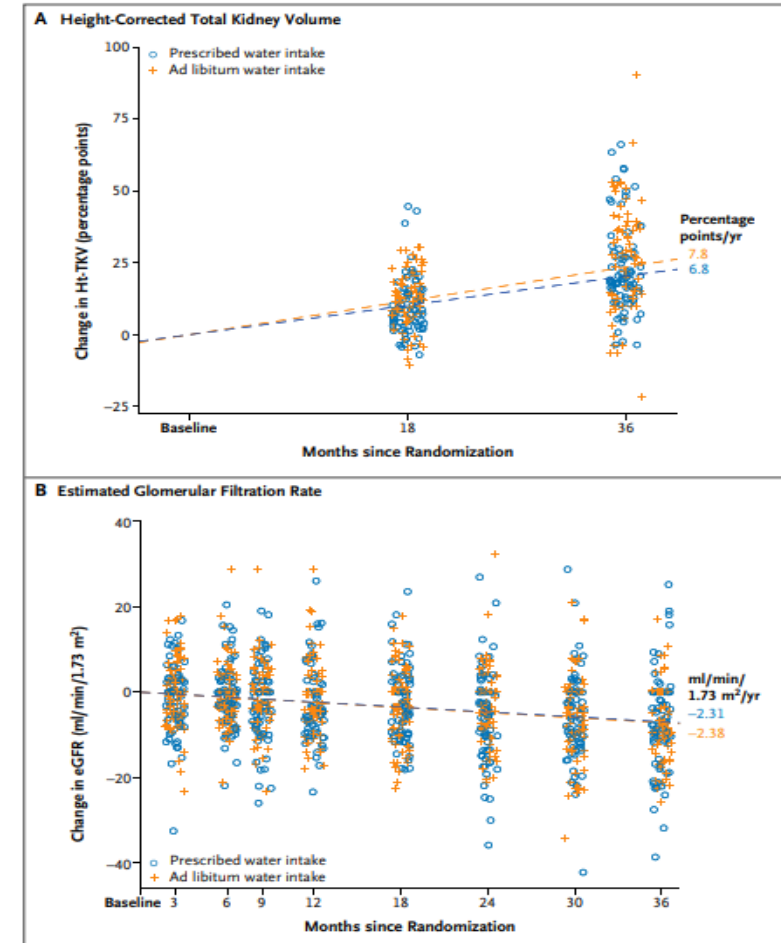 A Height-Corrected Total Kidney Volume
Prescribed water intake
Ad libitum water intake
Change in Ht-TKV (percentage points)
100
75
50
25
0
−25
Percentage
points/yr
7.8
6.8
Baseline 18 36
Months since Randomization
B Estimated Glomerular Filtration Rate
Change in eGFR (ml/min/1.73 m²)
40
20
0
−20
−40
ml/min/
1.73 m²/yr
−2.31
−2.38
Prescribed water intake
Ad libitum water intake
Baseline 3 6 9 12 18 24 30 36
Months since Randomization